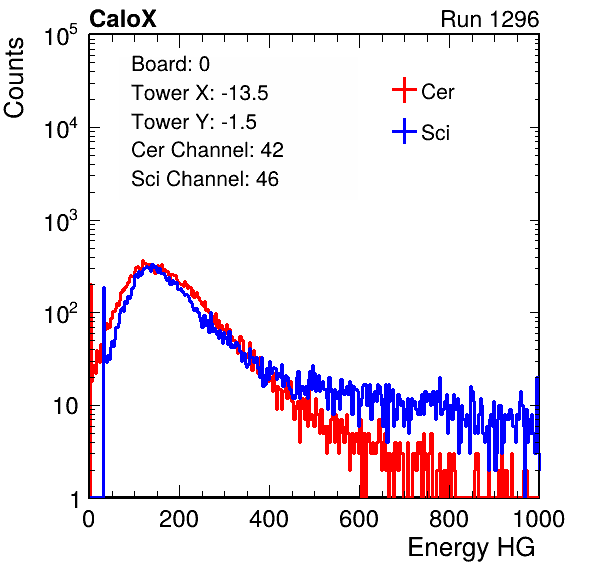 CaloX Run 1296
Counts
10^5
10^4
10^3
10^2
10
1
Board: 0
Tower X: -13.5
Tower Y: -1.5
Cer Channel: 42
Sci Channel: 46
Cer
Sci
0 200 400 600 800 1000
Energy HG